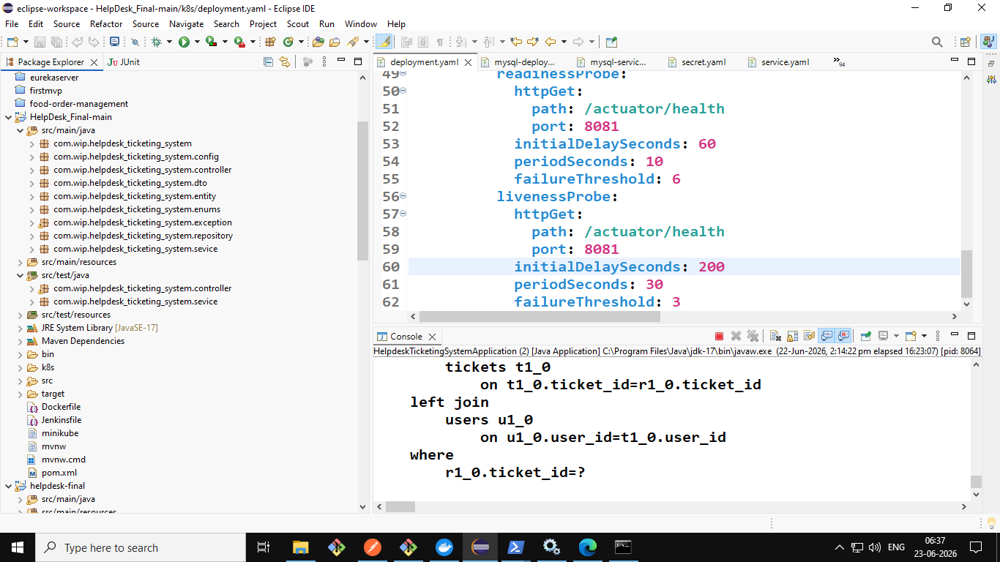 eclipse-workspace - HelpDesk_Final-main/k8s/deployment.yaml - Eclipse IDE
File Edit Source Refactor Source Navigate Search Project Scout Run Window Help
Package Explorer JUnit
eurekaserver
firstmvp
food-order-management
HelpDesk_Final-main
src/main/java
com.wip.helpdesk_ticketing_system
com.wip.helpdesk_ticketing_system.config
com.wip.helpdesk_ticketing_system.controller
com.wip.helpdesk_ticketing_system.dto
com.wip.helpdesk_ticketing_system.entity
com.wip.helpdesk_ticketing_system.enums
com.wip.helpdesk_ticketing_system.exception
com.wip.helpdesk_ticketing_system.repository
com.wip.helpdesk_ticketing_system.sevice
src/main/resources
src/test/java
com.wip.helpdesk_ticketing_system.controller
com.wip.helpdesk_ticketing_system.sevice
src/test/resources
JRE System Library [JavaSE-17]
Maven Dependencies
bin
k8s
src
target
Dockerfile
Jenkinsfile
minikube
mvnw
mvnw.cmd
pom.xml
helpdesk-final
src/main/java
src/main/resources
deployment.yaml mysql-deploy... mysql-servic... secret.yaml service.yaml 94
49 readinessProbe:
50 httpGet:
51 path: /actuator/health
52 port: 8081
53 initialDelaySeconds: 60
54 periodSeconds: 10
55 failureThreshold: 6
56 livenessProbe:
57 httpGet:
58 path: /actuator/health
59 port: 8081
60 initialDelaySeconds: 200
61 periodSeconds: 30
62 failureThreshold: 3
Console
HelpdeskTicketingSystemApplication (2) [Java Application] C:\Program Files\Java\jdk-17\bin\javaw.exe (22-Jun-2026, 2:14:22 pm elapsed 16:23:07) [pid: 8064]
tickets t1_0
on t1_0.ticket_id=r1_0.ticket_id
left join
users u1_0
on u1_0.user_id=t1_0.user_id
where
r1_0.ticket_id=?
Type here to search
ENG
06:37
23-06-2026